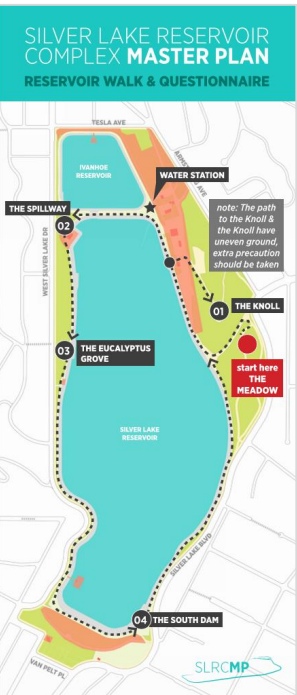 SILVER LAKE RESERVOIR
COMPLEX MASTER PLAN
RESERVOIR WALK & QUESTIONNAIRE
TESLA AVE
IVANHOE
RESERVOIR
WATER STATION
THE SPILLWAY
02
note: The path
to the Knoll &
the Knoll have
uneven ground,
extra precaution
should be taken
WEST SILVER LAKE DR
01
THE KNOLL
03
THE EUCALYPTUS
GROVE
start here
THE
MEADOW
SILVER LAKE
RESERVOIR
SILVER LAKE BLVD
04
THE SOUTH DAM
VAN PELT PL
SLRCMP